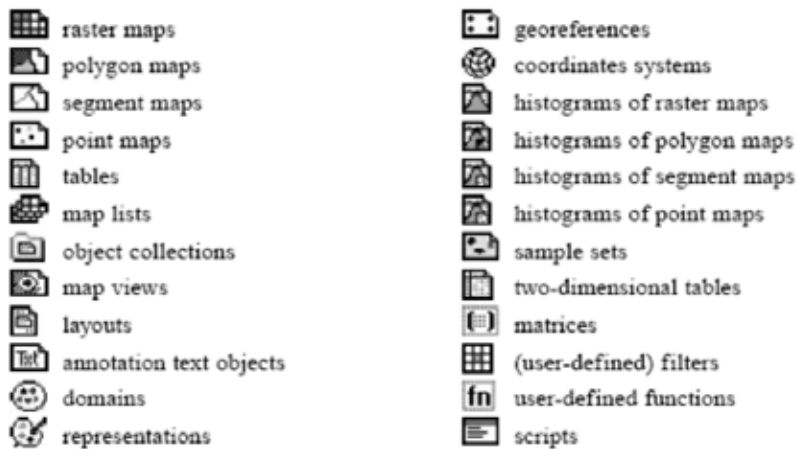 raster maps
polygon maps
segment maps
point maps
tables
map lists
object collections
map views
layouts
Txt annotation text objects
domains
representations
georeferences
coordinates systems
histograms of raster maps
histograms of polygon maps
histograms of segment maps
histograms of point maps
sample sets
two-dimensional tables
matrices
(user-defined) filters
fn user-defined functions
scripts